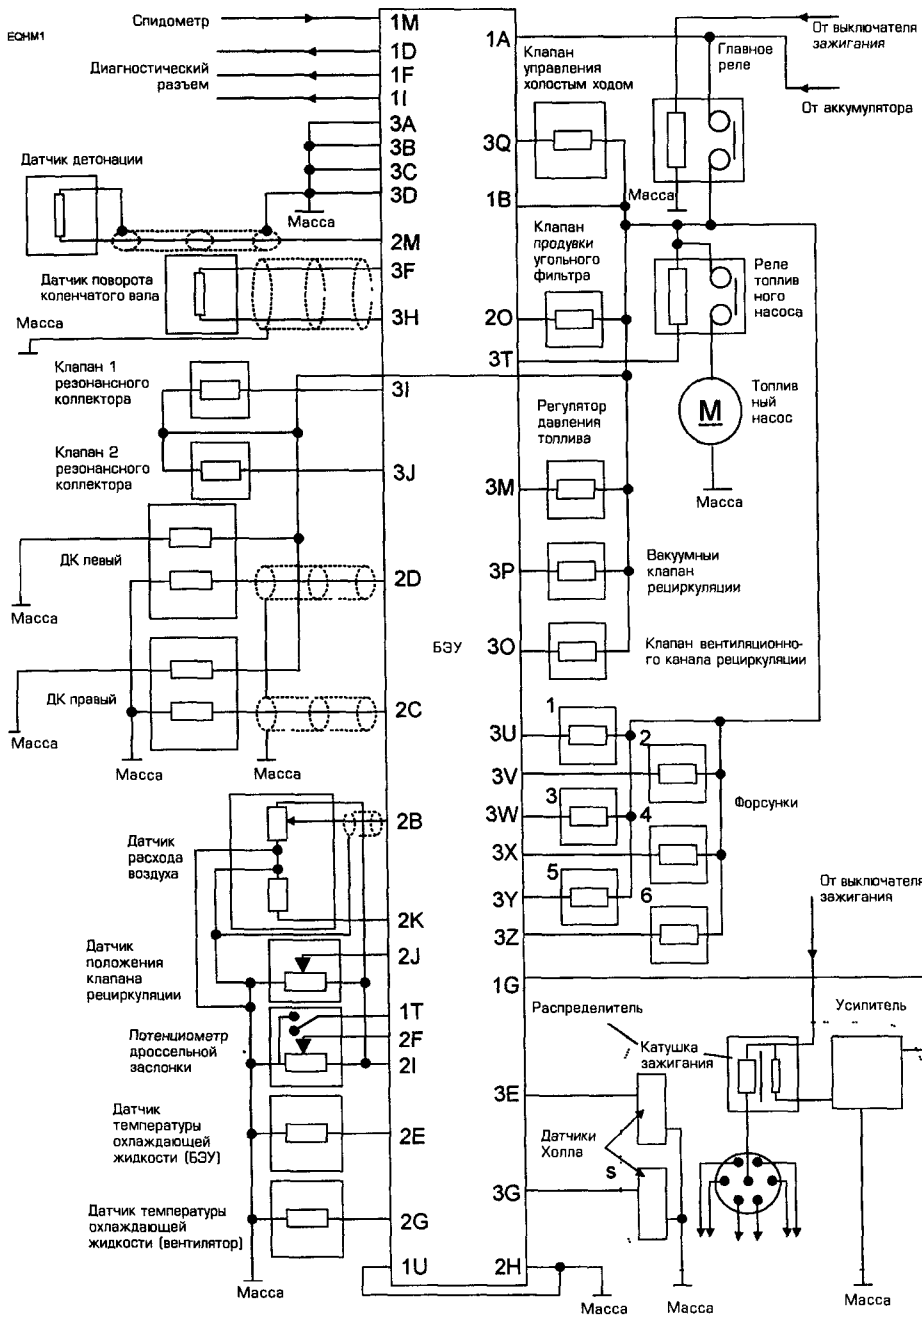 EQHM1
Спидометр
1M
1D
Диагностический
разъем
1F
1I
3A
3B
3C
3D
Масса
Датчик детонации
2M
Датчик поворота
коленчатого вала
3F
3H
Масса
Клапан 1
резонансного
коллектора
3I
Клапан 2
резонансного
коллектора
3J
ДК левый
2D
Масса
ДК правый
2C
Масса
Масса
Масса
Датчик
расхода
воздуха
2B
2K
Датчик
положения
клапана
рециркуляции
2J
1T
Потенциометр
дроссельной
заслонки
2F
2I
Датчик
температуры
охлаждающей
жидкости (БЭУ)
2E
Датчик температуры
охлаждающей
жидкости (вентилятор)
2G
1U
Масса
БЭУ
1A
Клапан
управления
холостым ходом
3Q
1B
Главное
реле
От выключателя
зажигания
От аккумулятора
Масса
Клапан
продувки
угольного
фильтра
2O
3T
Реле
топлив
ного
насоса
M
Топлив
ный
насос
Масса
Регулятор
давления
топлива
3M
3P
Вакуумный
клапан
рециркуляции
3O
Клапан вентиляционно-
го канала рециркуляции
1
3U
2
3V
3
3W
4
3X
5
3Y
6
3Z
Форсунки
От выключателя
зажигания
1G
Распределитель
Усилитель
Катушка
зажигания
3E
Датчики
Холла
S
3G
2H
Масса
Масса
Масса